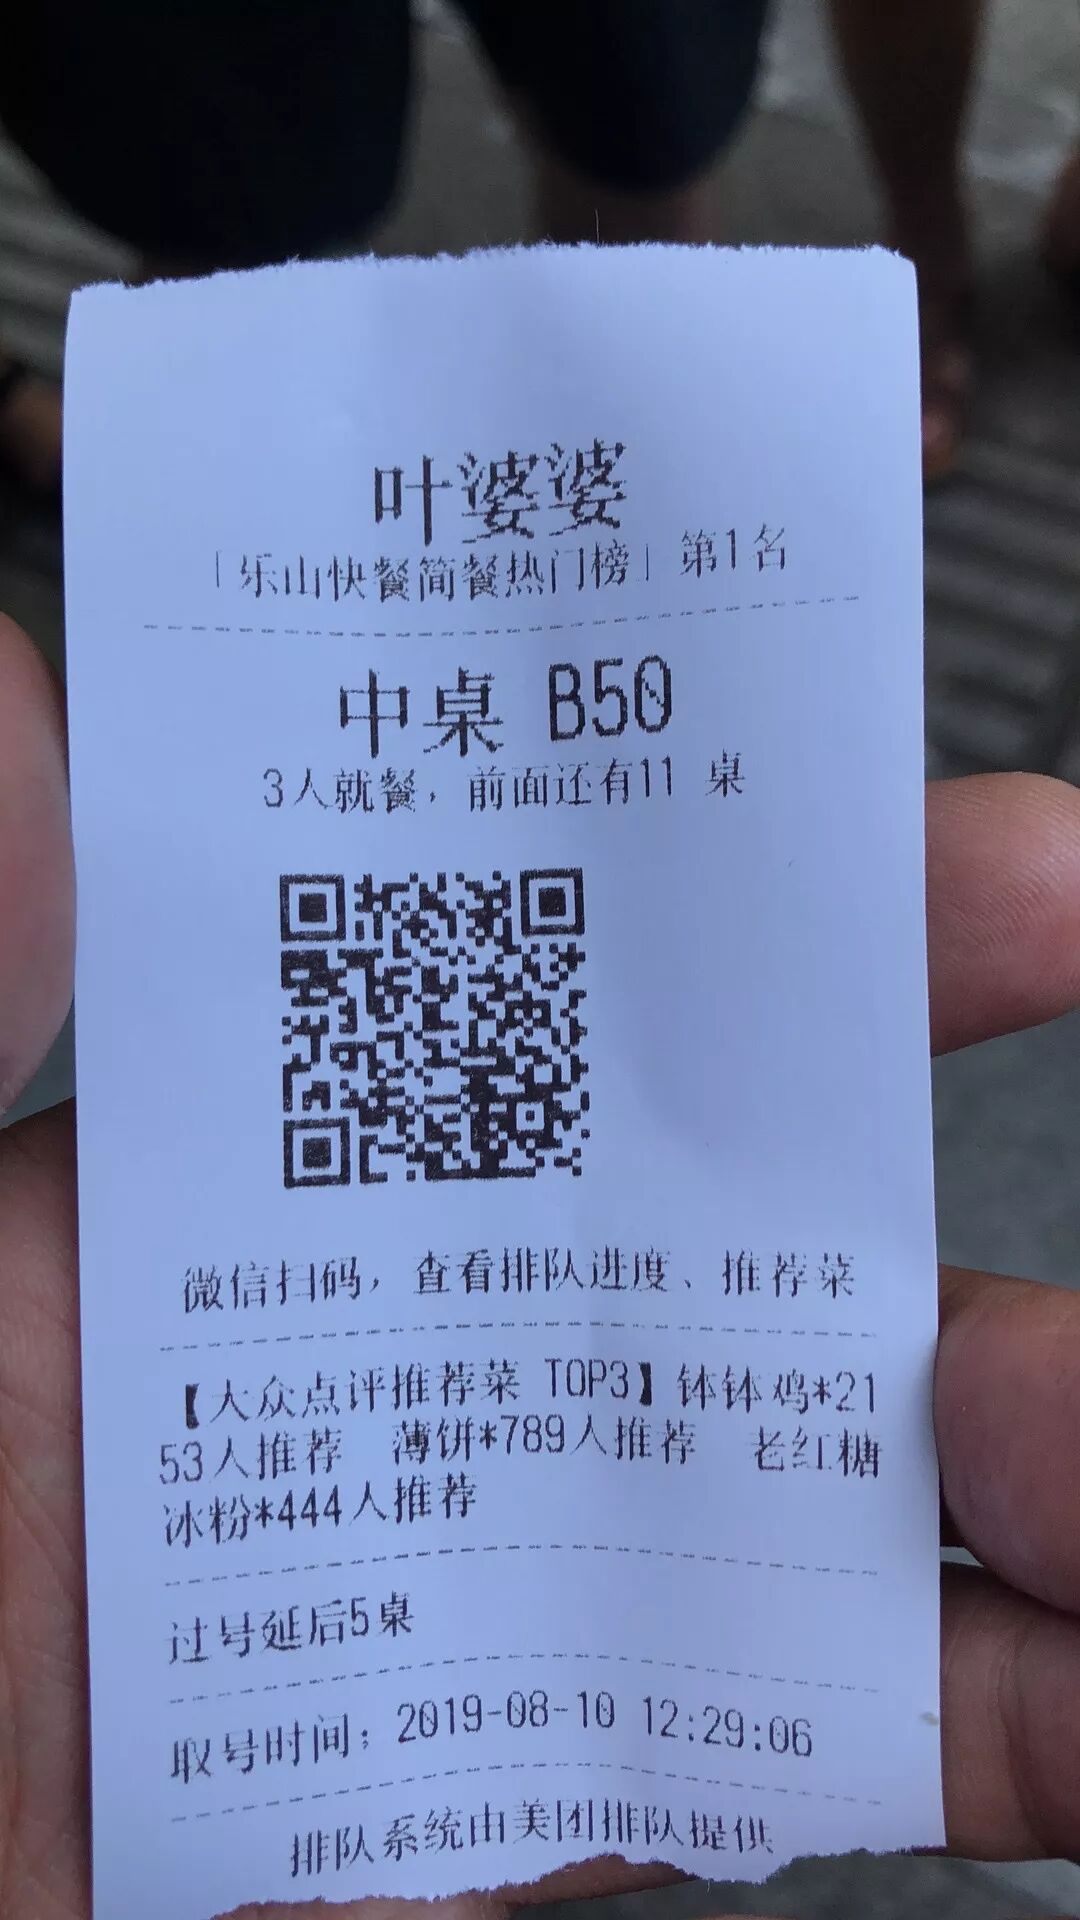 叶婆婆
「乐山快餐简餐热门榜」第1名
中桌 B50
3人就餐，前面还有11 桌
微信扫码，查看排队进度、推荐菜
【大众点评推荐菜 TOP3】钵钵鸡*21
53人推荐 薄饼*789人推荐 老红糖
冰粉*444人推荐
过号延后5桌
取号时间：2019-08-10 12:29:06
排队系统由美团排队提供